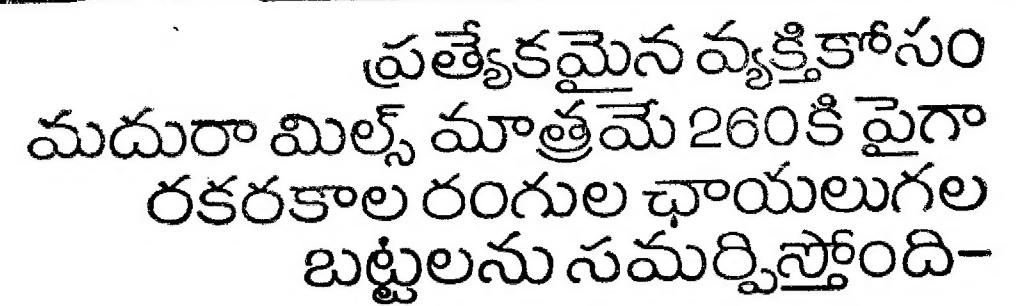 ప్రత్యేకమైన వ్యక్తికోసం
మదురా మిల్స్ మాత్రమే 260కి పైగా
రకరకాల రంగుల ఛాయలుగల
బట్టలను సమర్పిస్తోంది–